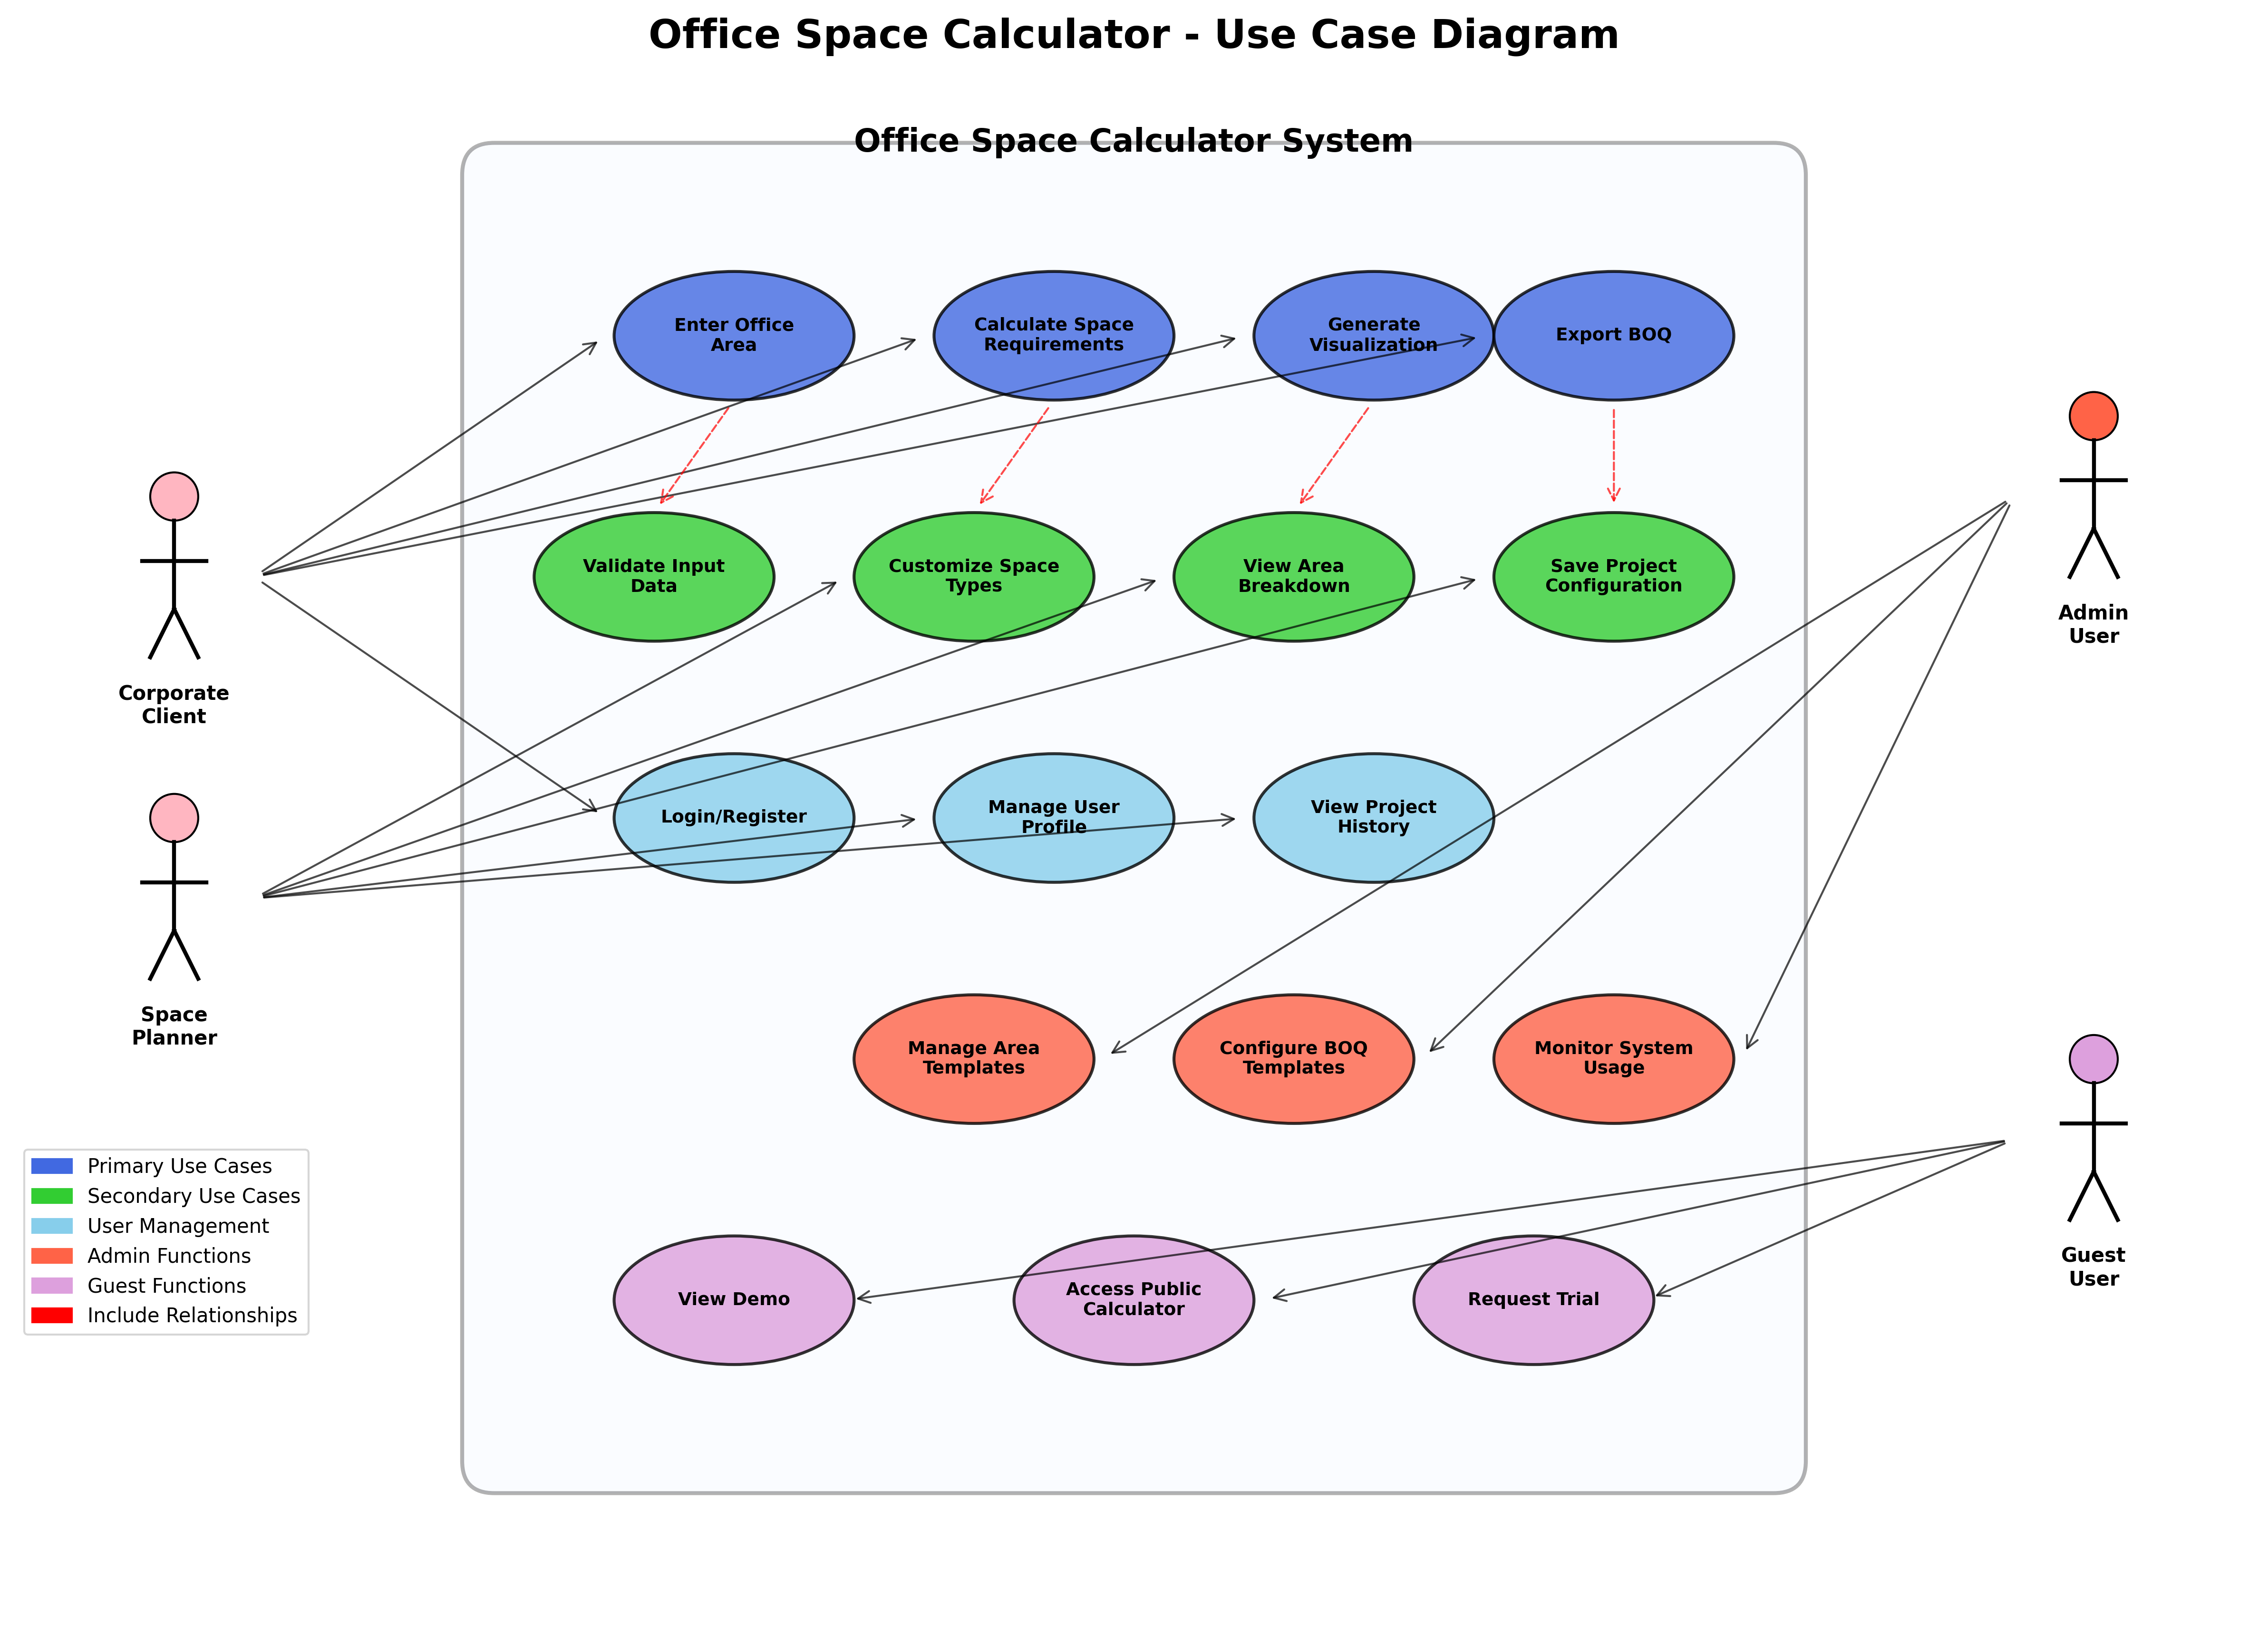 Office Space Calculator - Use Case Diagram
Office Space Calculator System
Enter Office
Area
Calculate Space
Requirements
Generate
Visualization
Export BOQ
Validate Input
Data
Customize Space
Types
View Area
Breakdown
Save Project
Configuration
Corporate
Client
Admin
User
Login/Register
Manage User
Profile
View Project
History
Space
Planner
Manage Area
Templates
Configure BOQ
Templates
Monitor System
Usage
View Demo
Access Public
Calculator
Request Trial
Guest
User
Primary Use Cases
Secondary Use Cases
User Management
Admin Functions
Guest Functions
Include Relationships